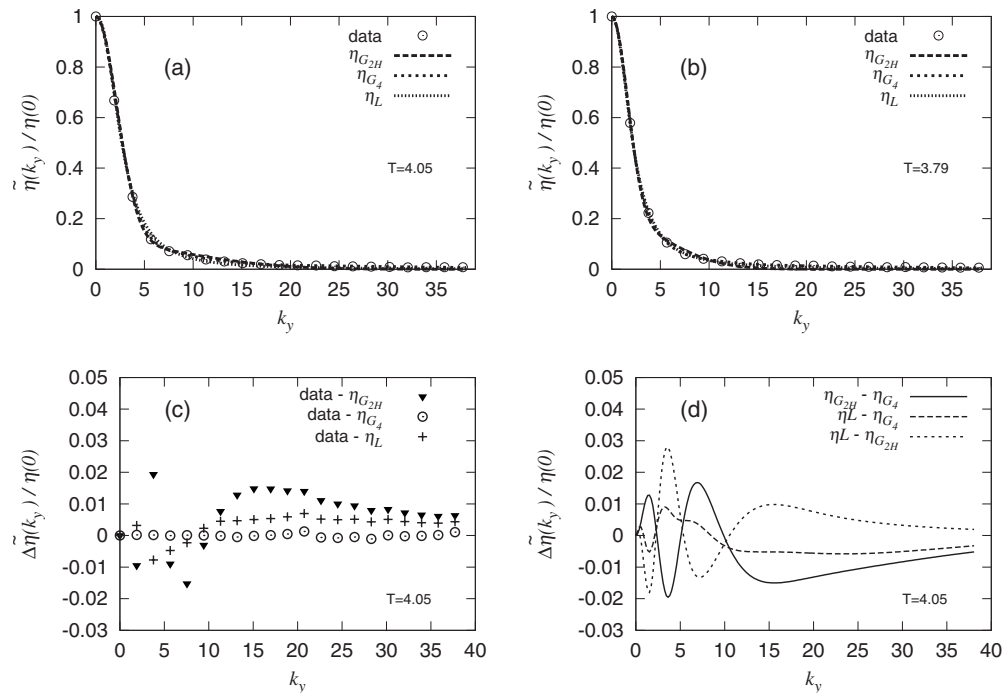 1
0.8
0.6
0.4
0.2
0
η̃(k_y) / η(0)
(a)
data
η_{G_{2H}}
η_{G_4}
η_L
T=4.05
0 5 10 15 20 25 30 35
k_y
1
0.8
0.6
0.4
0.2
0
η̃(k_y) / η(0)
(b)
data
η_{G_{2H}}
η_{G_4}
η_L
T=3.79
0 5 10 15 20 25 30 35
k_y
0.05
0.04
0.03
0.02
0.01
0
-0.01
-0.02
-0.03
Δη̃(k_y) / η(0)
(c)
data - η_{G_{2H}}
data - η_{G_4}
data - η_L
T=4.05
0 5 10 15 20 25 30 35 40
k_y
0.05
0.04
0.03
0.02
0.01
0
-0.01
-0.02
-0.03
Δη̃(k_y) / η(0)
(d)
η_{G_{2H}} - η_{G_4}
ηL - η_{G_4}
ηL - η_{G_{2H}}
T=4.05
0 5 10 15 20 25 30 35 40
k_y